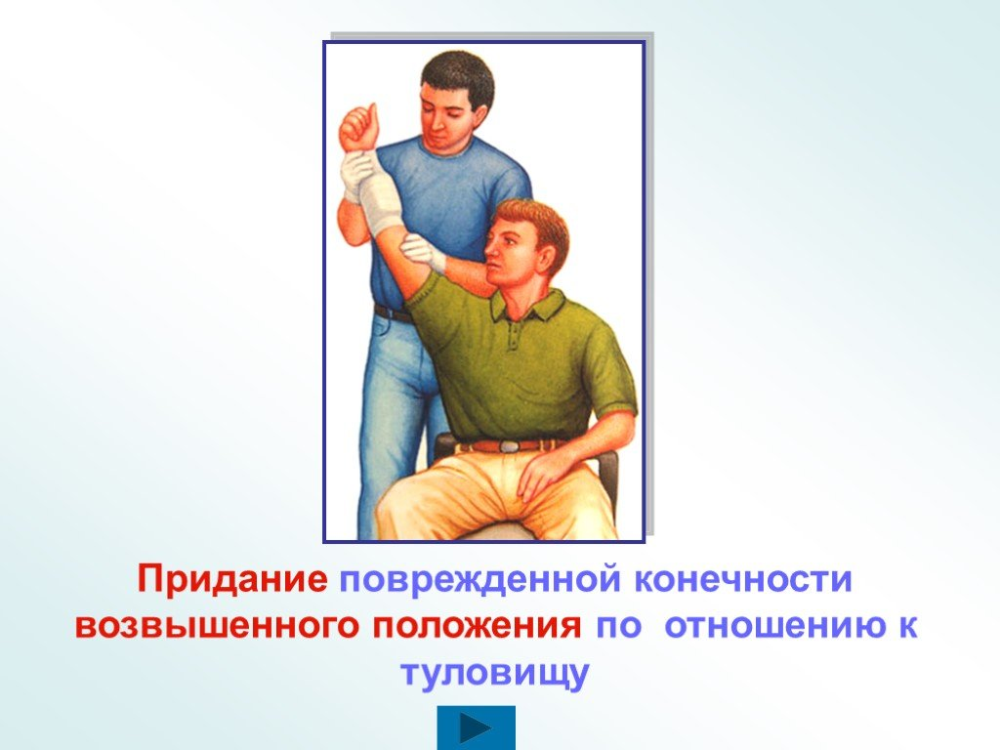 Придание поврежденной конечности
возвышенного положения по отношению к
туловищу